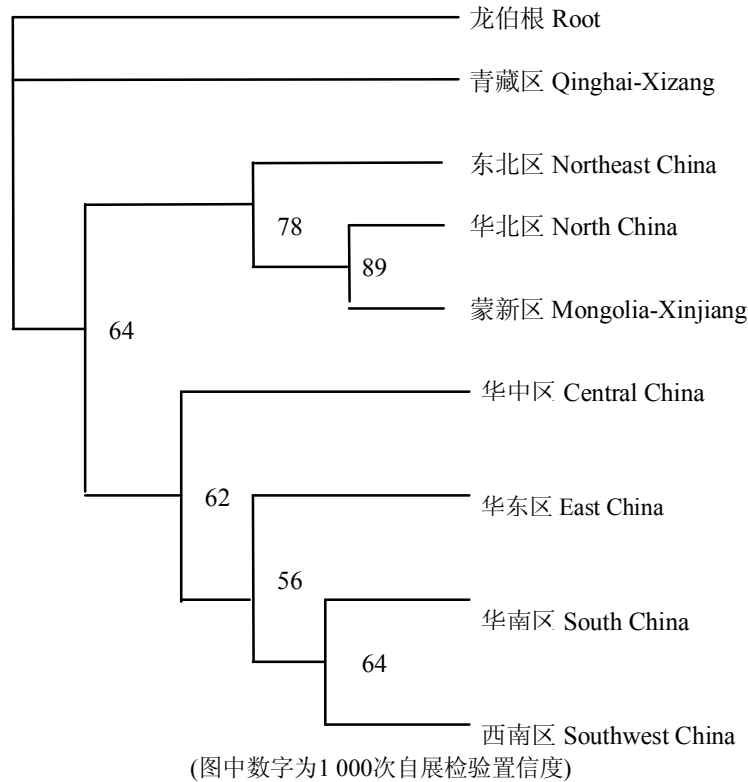 龙伯根 Root
青藏区 Qinghai-Xizang
东北区 Northeast China
78
华北区 North China
89
蒙新区 Mongolia-Xinjiang
64
华中区 Central China
62
华东区 East China
56
华南区 South China
64
西南区 Southwest China
(图中数字为1 000次自展检验置信度)